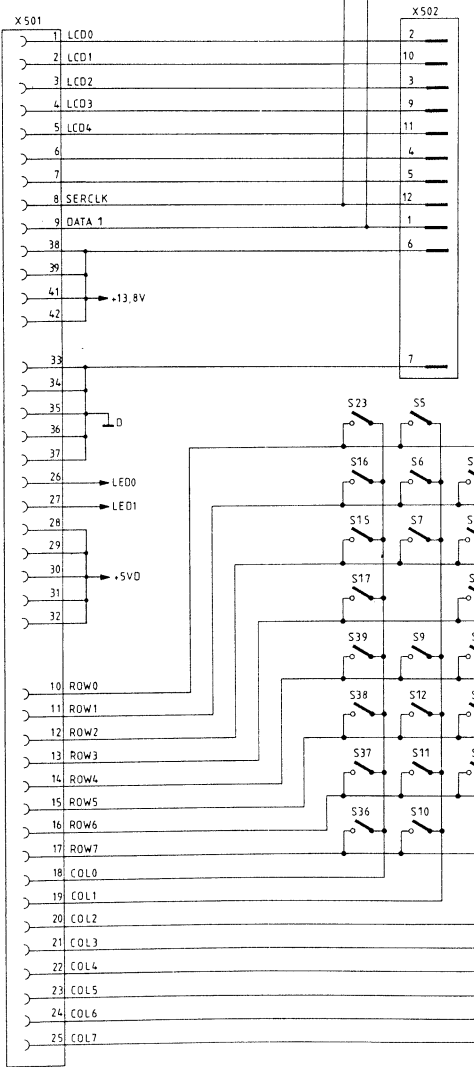 X501
X502
1 LCD0 2
2 LCD1 10
3 LCD2 3
4 LCD3 9
5 LCD4 11
6 4
7 5
8 SERCLK 12
9 DATA 1 1
38 6
39
41 +13,8V
42
33 7
34
35 D
36
37
26 LED0
27 LED1
28
29
30 +5VD
31
32
S23 S5
S16 S6 S
S15 S7 S
S17 S
S39 S9 S
S38 S12 S
S37 S11 S
S36 S10
10 ROW0
11 ROW1
12 ROW2
13 ROW3
14 ROW4
15 ROW5
16 ROW6
17 ROW7
18 COL0
19 COL1
20 COL2
21 COL3
22 COL4
23 COL5
24 COL6
25 COL7